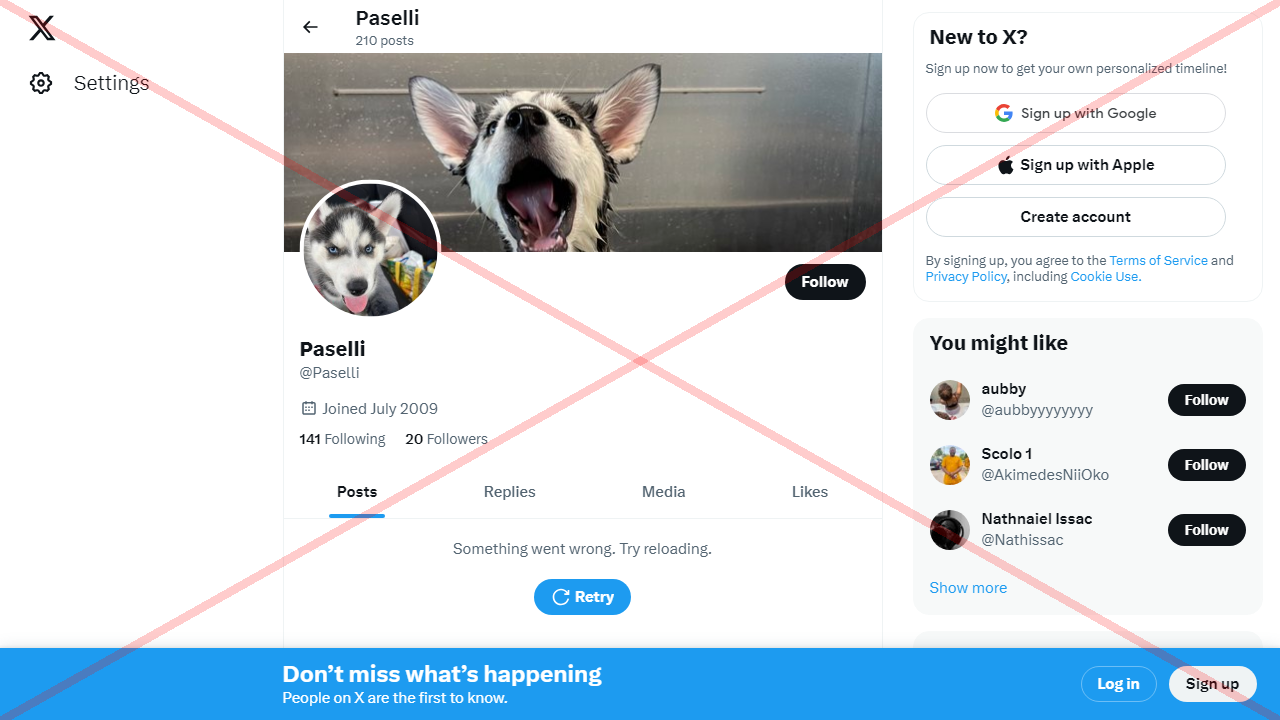 Settings
Paselli
210 posts
Follow
Paselli
@Paselli
Joined July 2009
141 Following 20 Followers
Posts Replies Media Likes
Something went wrong. Try reloading.
Retry
New to X?
Sign up now to get your own personalized timeline!
Sign up with Google
Sign up with Apple
Create account
By signing up, you agree to the Terms of Service and
Privacy Policy, including Cookie Use.
You might like
aubby
@aubbyyyyyyyy
Follow
Scolo 1
@AkimedesNiiOko
Follow
Nathnaiel Issac
@Nathissac
Follow
Show more
Don’t miss what’s happening
People on X are the first to know.
Log in
Sign up